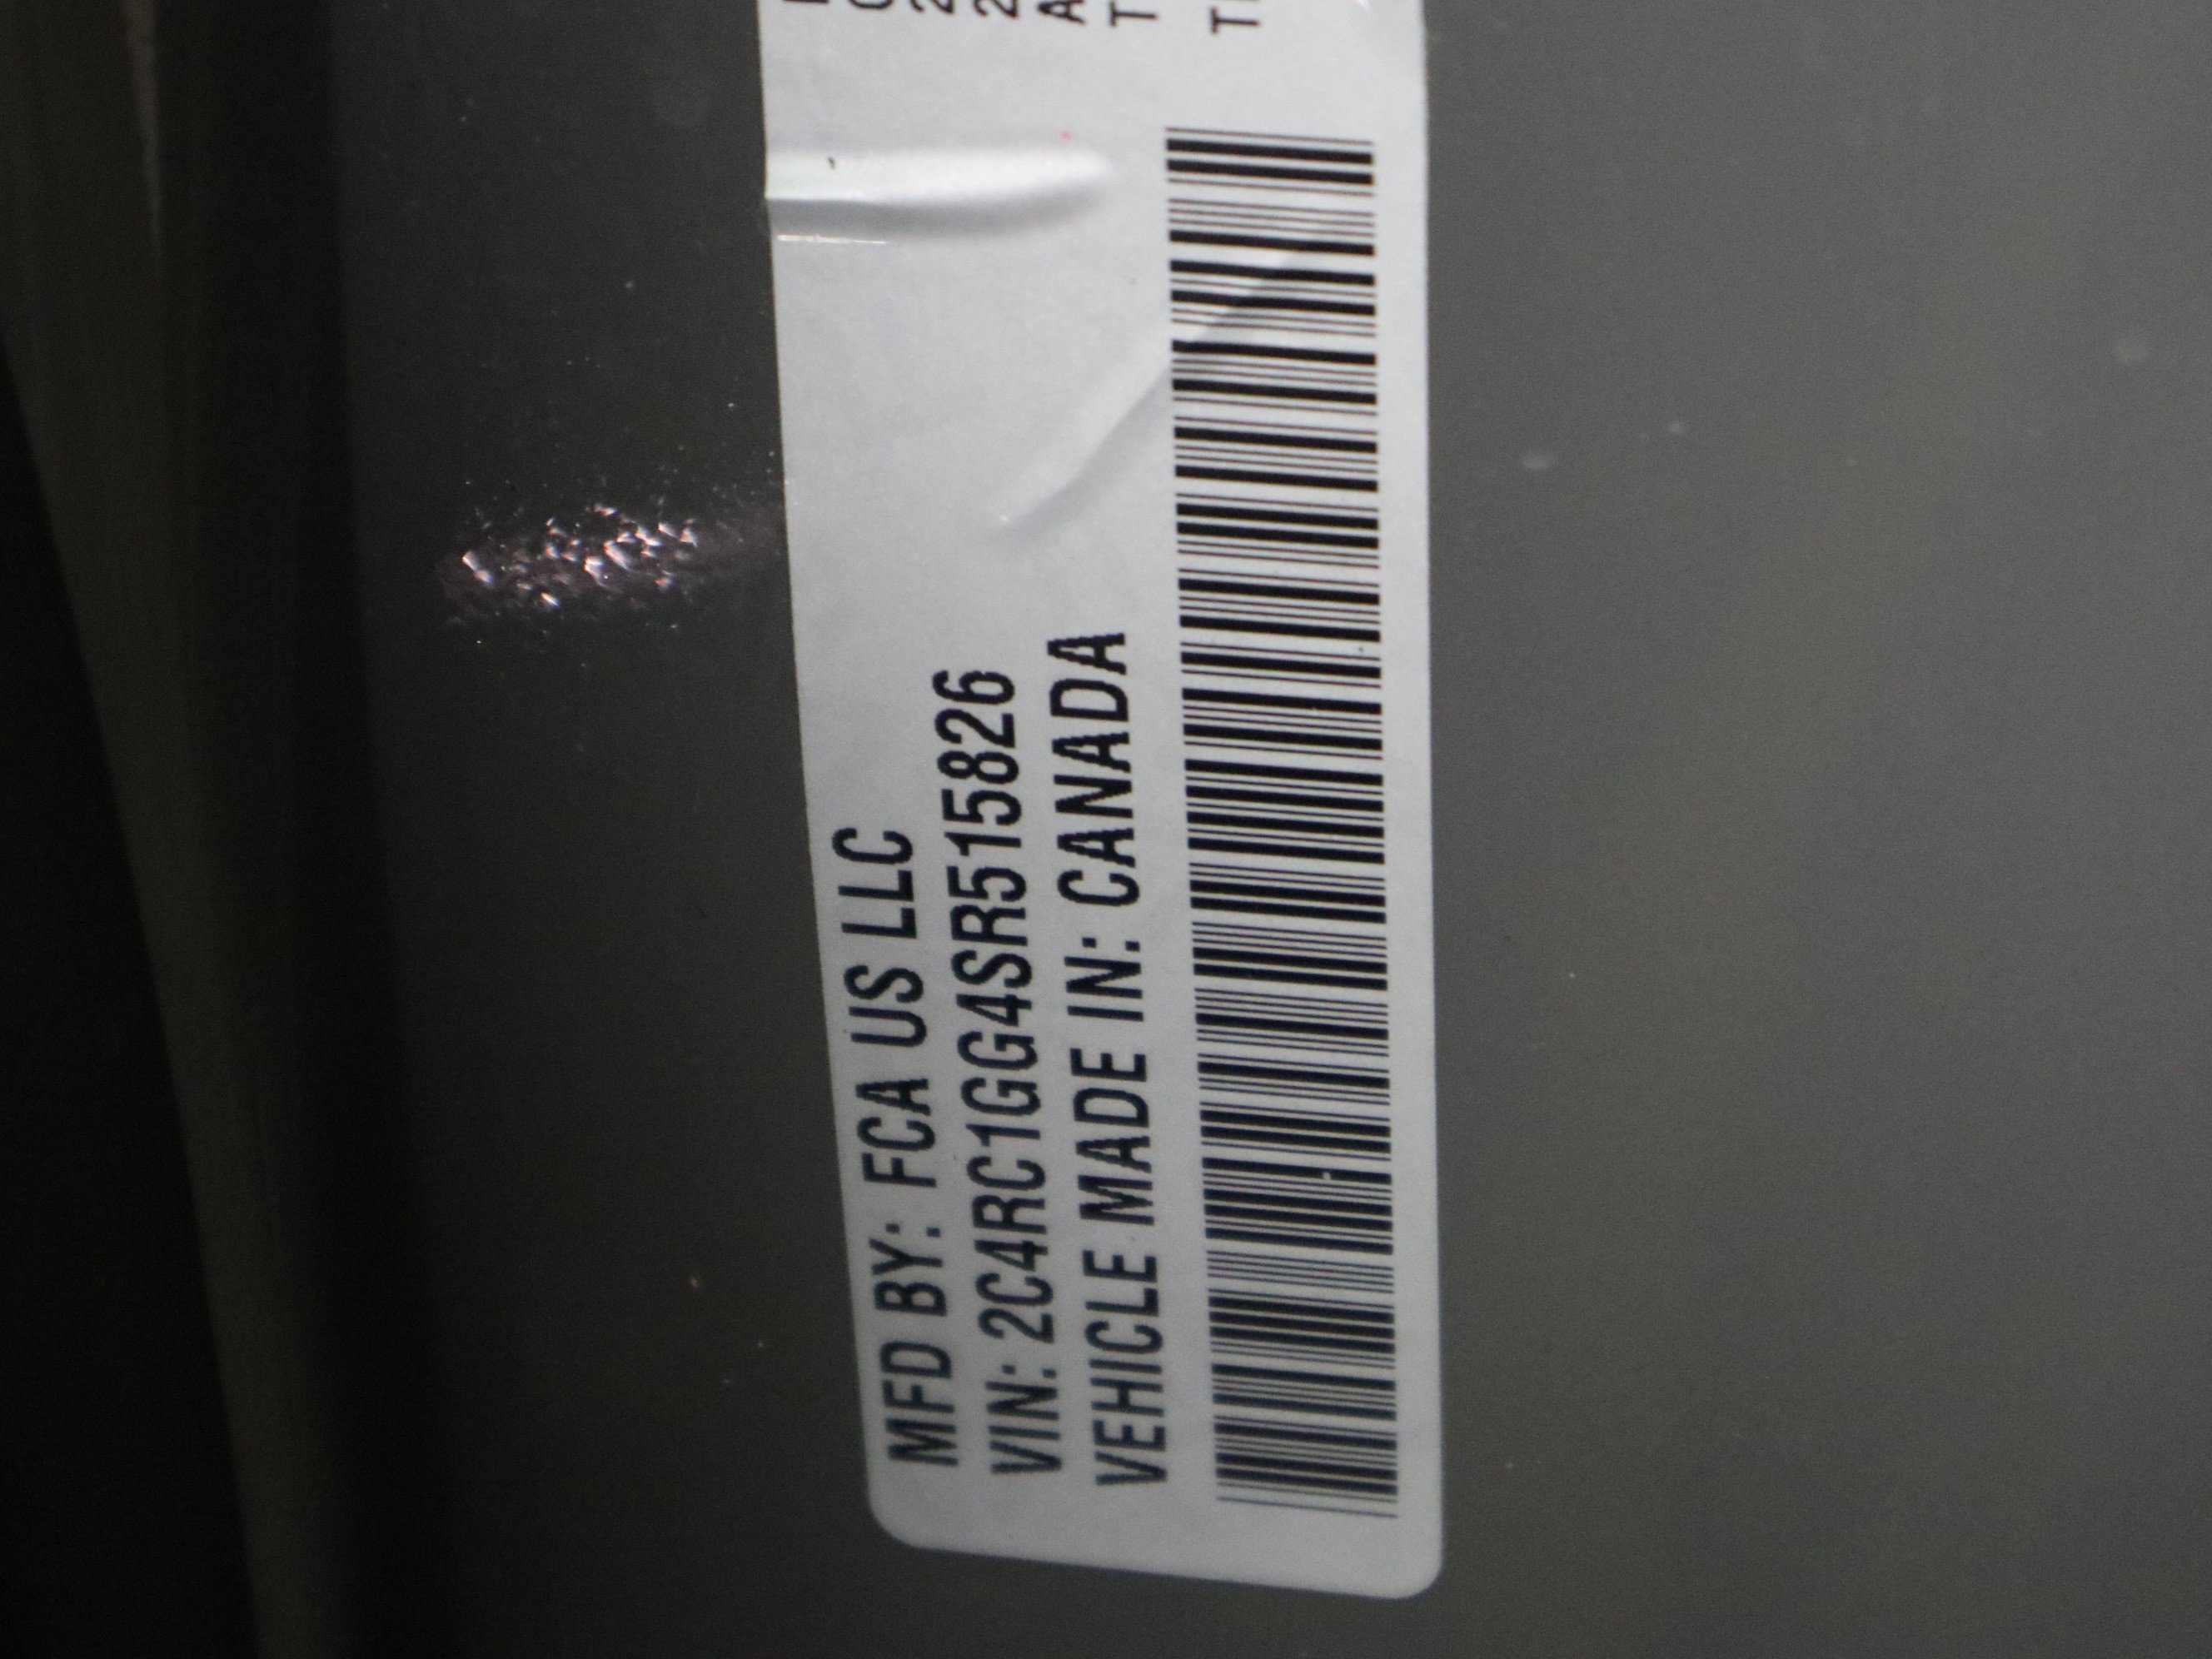 MFD BY: FCA US LLC
VIN: 2C4RC1GG4SR515826
VEHICLE MADE IN: CANADA